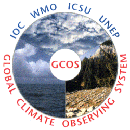 IOC WMO ICSU UNEP
GCOS
GLOBAL CLIMATE OBSERVING SYSTEM